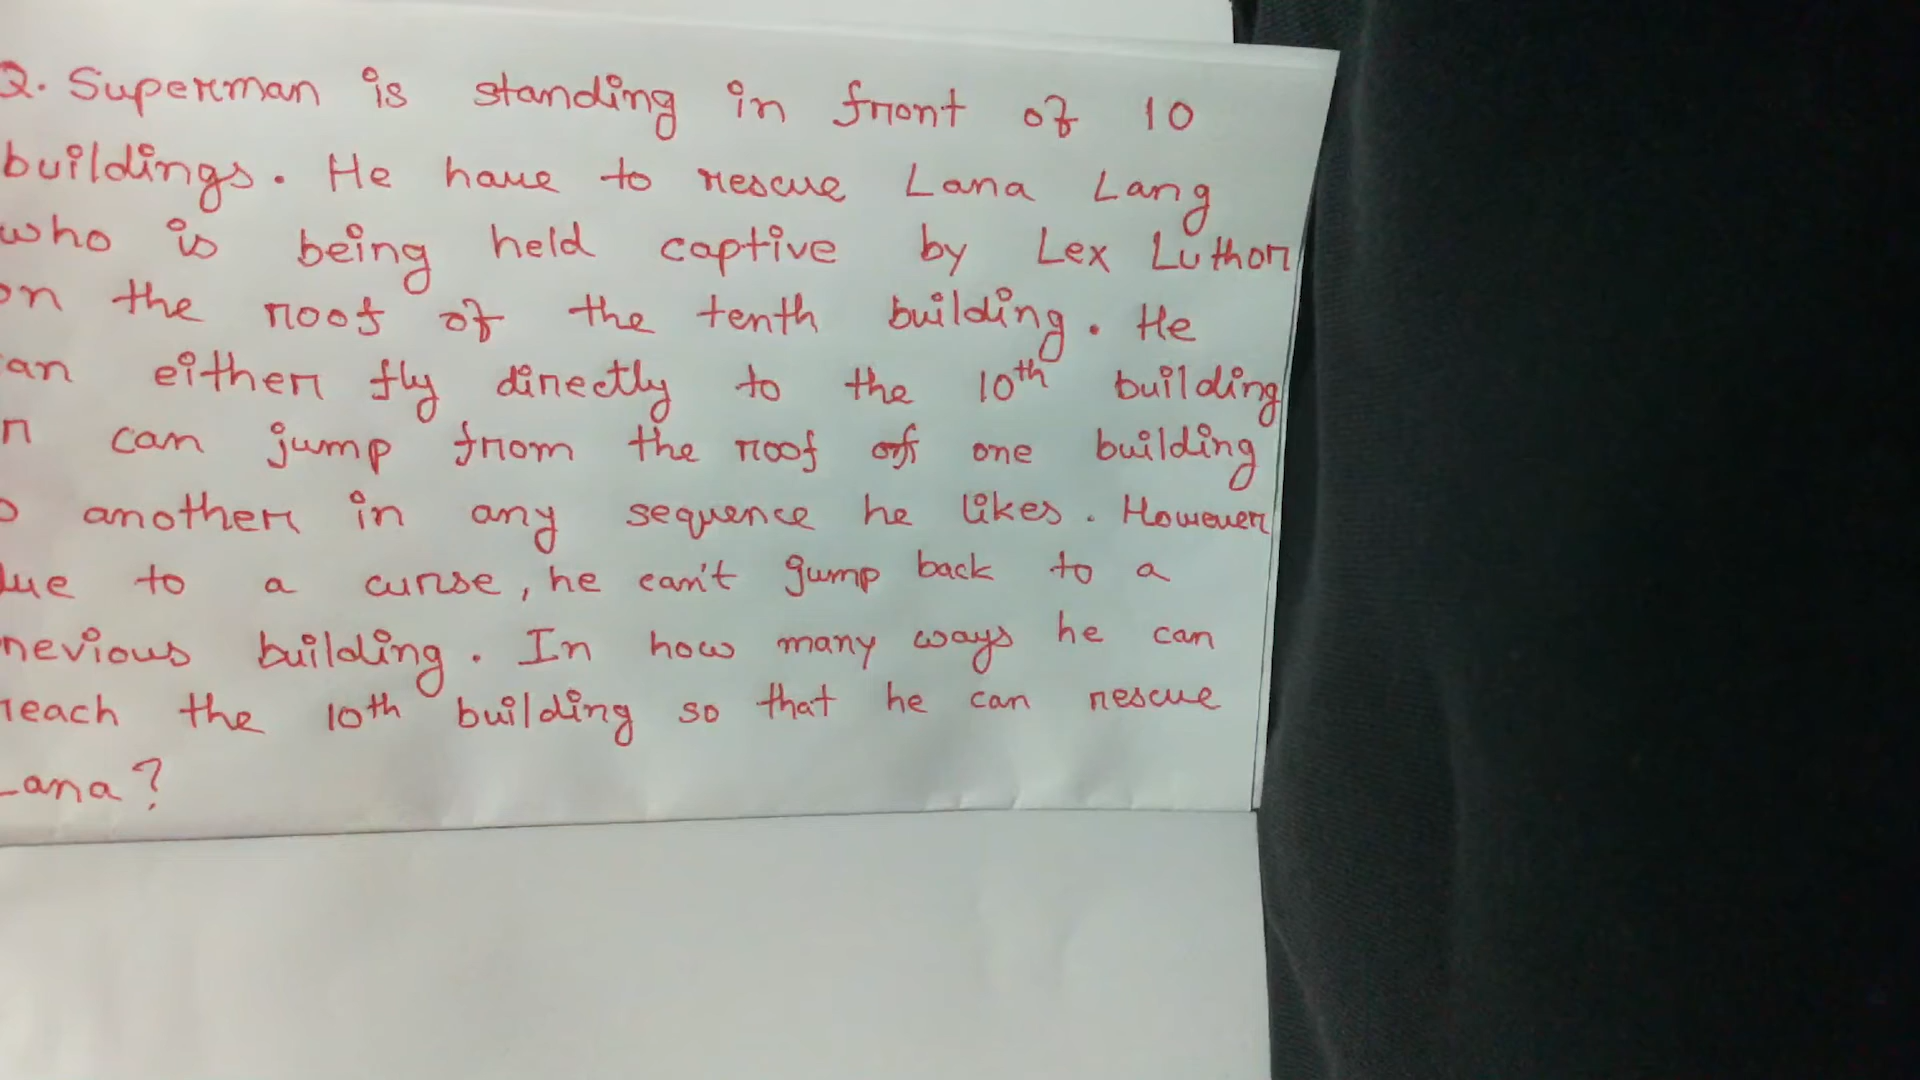 Q. Superman is standing in front of 10
buildings. He have to rescue Lana Lang
who is being held captive by Lex Luthor
on the roof of the tenth building. He
an either fly directly to the 10th building
r can jump from the roof of one building
o another in any sequence he likes. However
due to a curse, he can't jump back to a
revious building. In how many ways he can
reach the 10th building so that he can rescue
Lana?